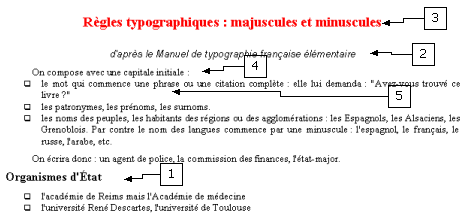 Règles typographiques : majuscules et minuscules
3
d'après le Manuel de typographie française élémentaire
2
On compose avec une capitale initiale :
4
le mot qui commence une phrase ou une citation complète : elle lui demanda : "Avez-vous trouvé ce
livre ?"
5
les patronymes, les prénoms, les surnoms.
les noms des peuples, les habitants des régions ou des agglomérations : les Espagnols, les Alsaciens, les
Grenoblois. Par contre le nom des langues commence par une minuscule : l'espagnol, le français, le
russe, l'arabe, etc.
On écrira donc : un agent de police, la commission des finances, l'état-major.
Organismes d'État
1
l'académie de Reims mais l'Académie de médecine
l'université René Descartes, l'université de Toulouse